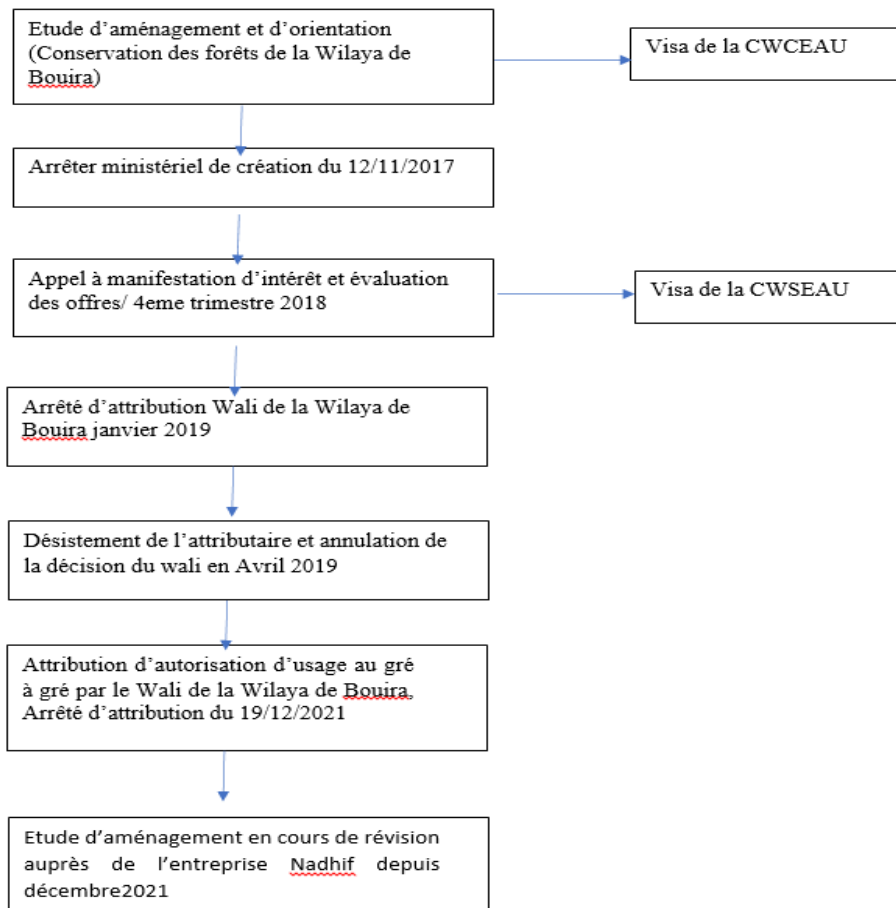 Etude d’aménagement et d’orientation
(Conservation des forêts de la Wilaya de
Bouira)
Visa de la CWCEAU
Arrêter ministériel de création du 12/11/2017
Appel à manifestation d’intérêt et évaluation
des offres/ 4eme trimestre 2018
Visa de la CWSEAU
Arrêté d’attribution Wali de la Wilaya de
Bouira janvier 2019
Désistement de l’attributaire et annulation de
la décision du wali en Avril 2019
Attribution d’autorisation d’usage au gré
à gré par le Wali de la Wilaya de Bouira,
Arrêté d’attribution du 19/12/2021
Etude d’aménagement en cours de révision
auprès de l’entreprise Nadhif depuis
décembre2021